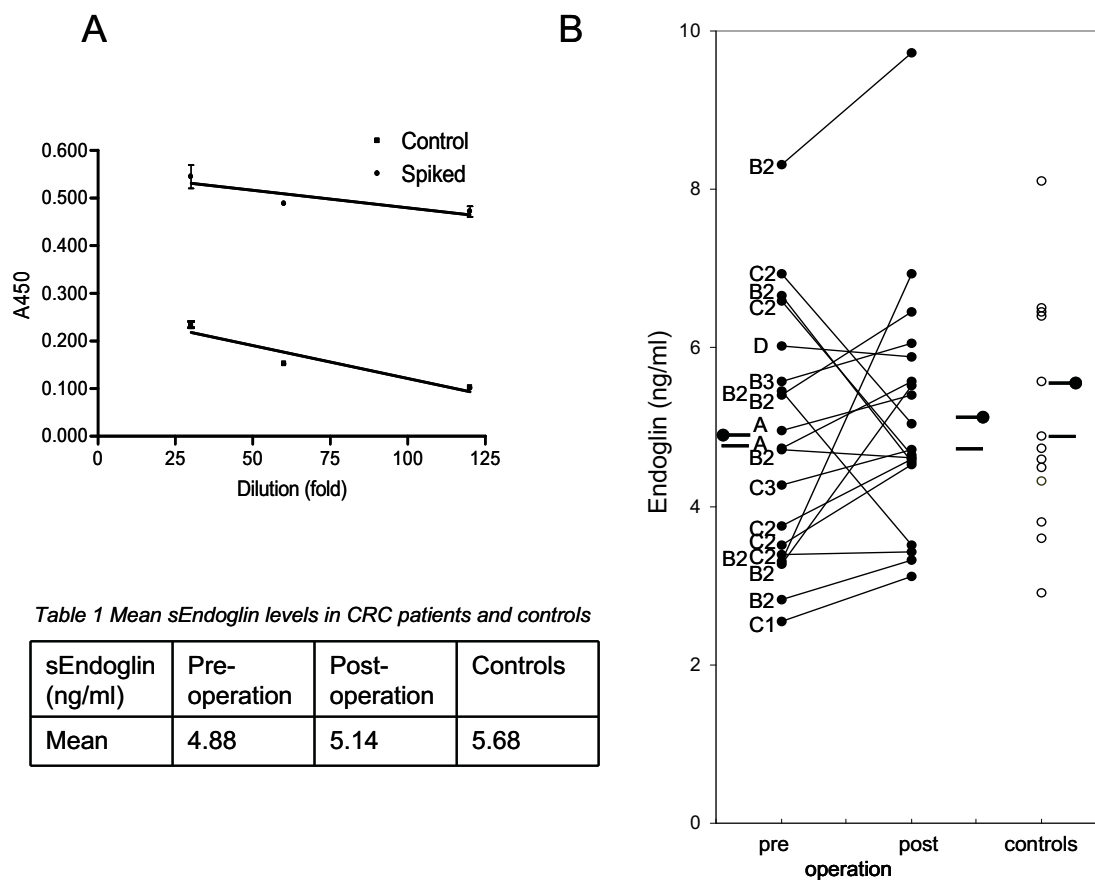 A
Control
Spiked
0.600
0.500
0.400
0.300
0.200
0.100
0.000
A450
0
25
50
75
100
125
Dilution (fold)
Table 1 Mean sEndoglin levels in CRC patients and controls
sEndoglin
(ng/ml)
Pre-
operation
Post-
operation
Controls
Mean
4.88
5.14
5.68
B
10
8
6
4
2
0
Endoglin (ng/ml)
B2
C2
B2
C2
D
B3
B2
B2
A
A
B2
C3
C2
C2
B2 C2
B2
B2
C1
pre
post
controls
operation